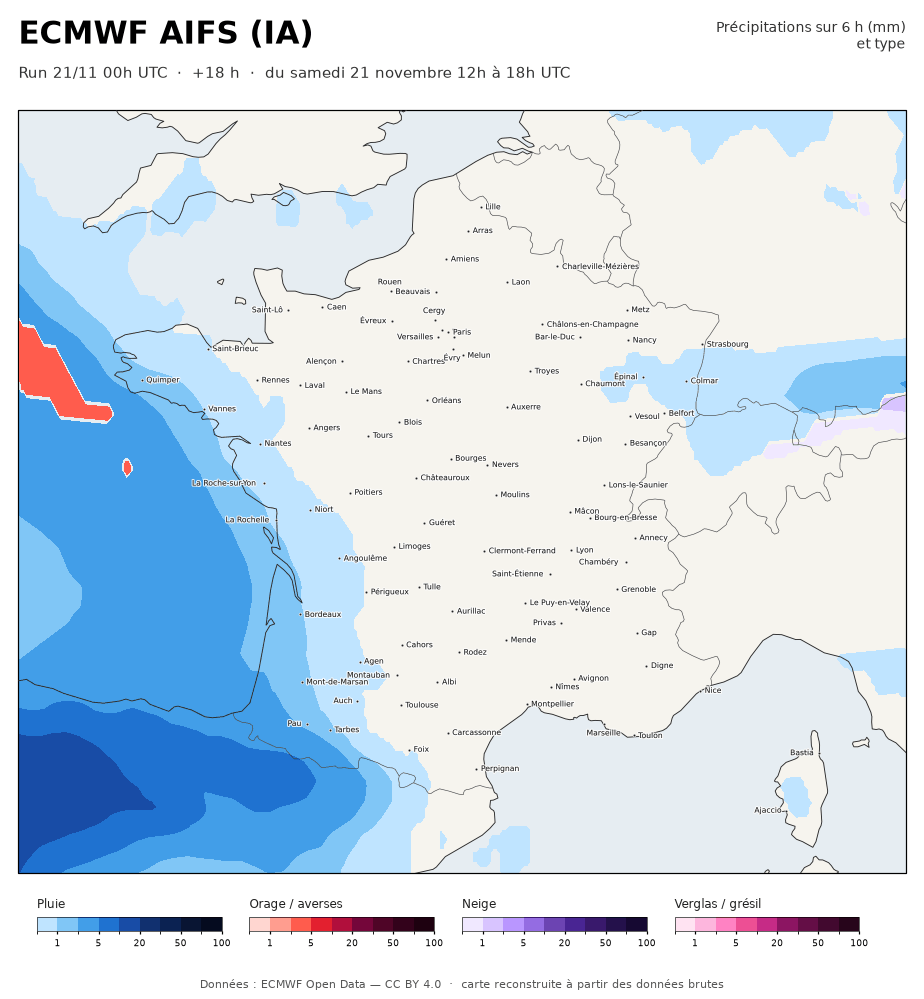 ECMWF AIFS (IA)
Précipitations sur 6 h (mm)
et type
Run 21/11 00h UTC · +18 h · du samedi 21 novembre 12h à 18h UTC
Lille
Arras
Amiens
Charleville-Mézières
Rouen
Laon
Beauvais
Saint-Lô
Caen
Cergy
Metz
Évreux
Châlons-en-Champagne
Versailles
Paris
Bar-le-Duc
Nancy
Strasbourg
Saint-Brieuc
Évry
Melun
Alençon
Chartres
Troyes
Épinal
Quimper
Rennes
Laval
Chaumont
Colmar
Le Mans
Orléans
Vannes
Auxerre
Vesoul
Belfort
Blois
Angers
Tours
Nantes
Dijon
Besançon
Bourges
Nevers
Châteauroux
La Roche-sur-Yon
Lons-le-Saunier
Poitiers
Moulins
Niort
Mâcon
La Rochelle
Guéret
Bourg-en-Bresse
Annecy
Limoges
Clermont-Ferrand
Lyon
Angoulême
Chambéry
Saint-Étienne
Périgueux
Tulle
Grenoble
Le Puy-en-Velay
Bordeaux
Aurillac
Valence
Privas
Gap
Mende
Cahors
Rodez
Agen
Digne
Montauban
Mont-de-Marsan
Albi
Avignon
Nîmes
Nice
Auch
Toulouse
Montpellier
Pau
Tarbes
Carcassonne
Marseille
Toulon
Foix
Bastia
Perpignan
Ajaccio
Pluie
Orage / averses
Neige
Verglas / grésil
1 5 20 50 100
1 5 20 50 100
1 5 20 50 100
1 5 20 50 100
Données : ECMWF Open Data — CC BY 4.0 · carte reconstruite à partir des données brutes